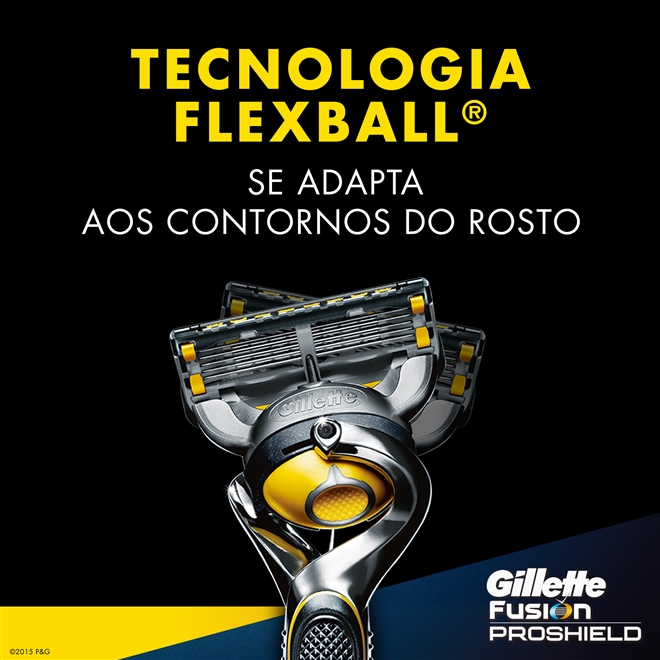 TECNOLOGIA
FLEXBALL®
SE ADAPTA
AOS CONTORNOS DO ROSTO
Gillette
Gillette
Fusion
PROSHIELD
©2015 P&G